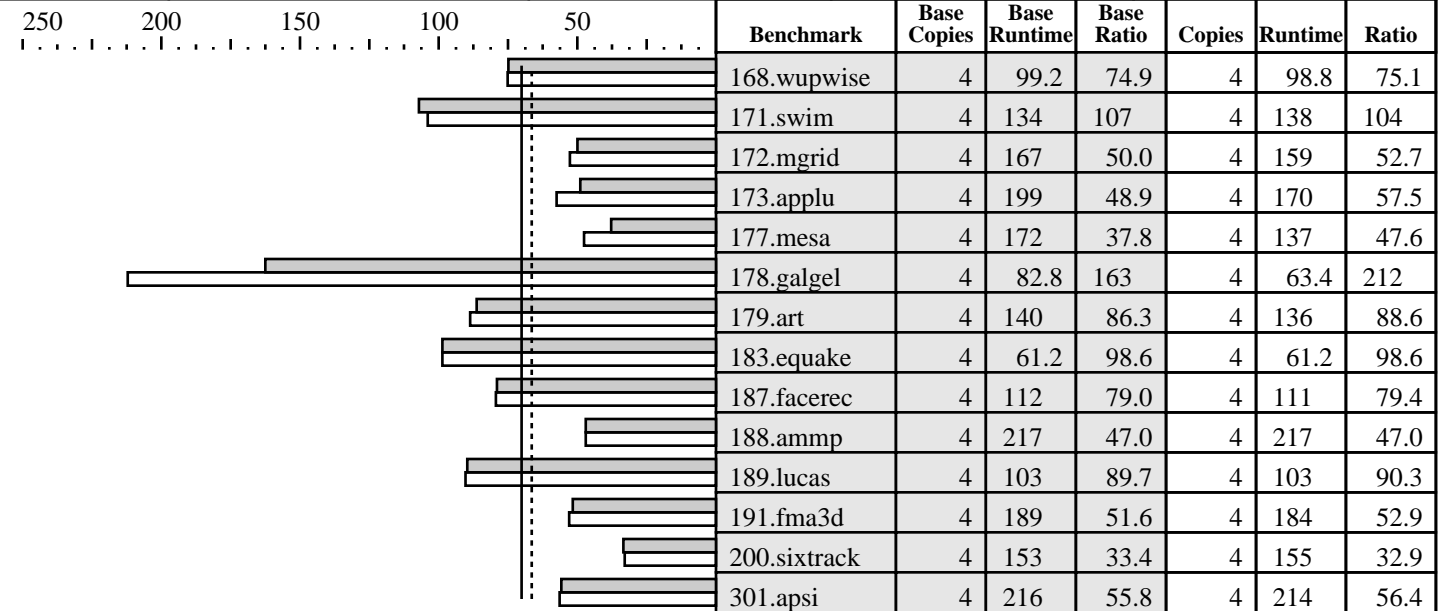 250 200 150 100 50
Benchmark Base Copies Base Runtime Base Ratio Copies Runtime Ratio
168.wupwise 4 99.2 74.9 4 98.8 75.1
171.swim 4 134 107 4 138 104
172.mgrid 4 167 50.0 4 159 52.7
173.applu 4 199 48.9 4 170 57.5
177.mesa 4 172 37.8 4 137 47.6
178.galgel 4 82.8 163 4 63.4 212
179.art 4 140 86.3 4 136 88.6
183.equake 4 61.2 98.6 4 61.2 98.6
187.facerec 4 112 79.0 4 111 79.4
188.ammp 4 217 47.0 4 217 47.0
189.lucas 4 103 89.7 4 103 90.3
191.fma3d 4 189 51.6 4 184 52.9
200.sixtrack 4 153 33.4 4 155 32.9
301.apsi 4 216 55.8 4 214 56.4